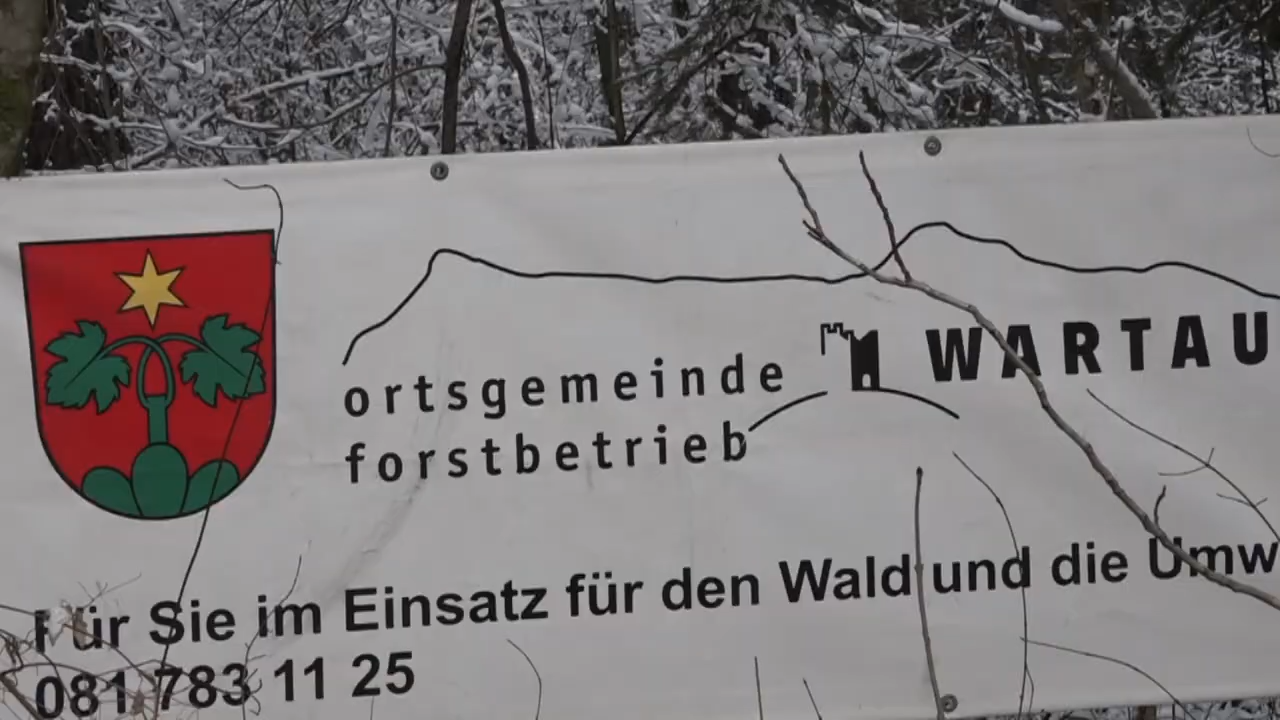 ortsgemeinde WARTAU
forstbetrieb
Für Sie im Einsatz für den Wald und die Umw
081 783 11 25